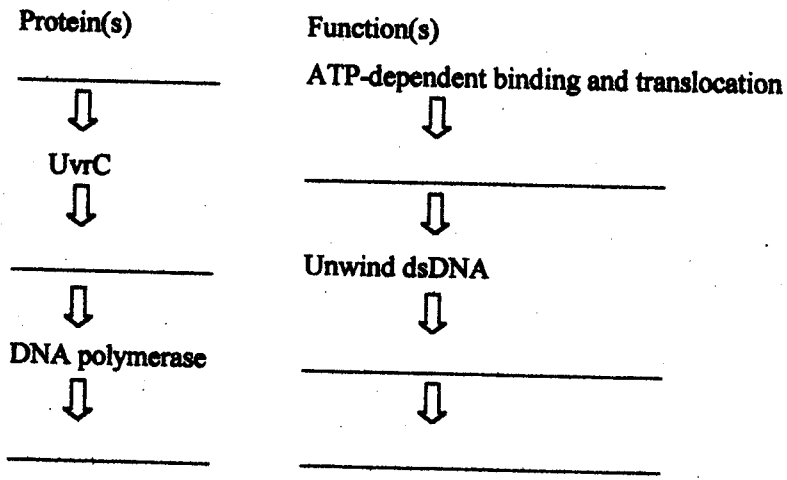 Protein(s)
Function(s)
ATP-dependent binding and translocation
UvrC
Unwind dsDNA
DNA polymerase